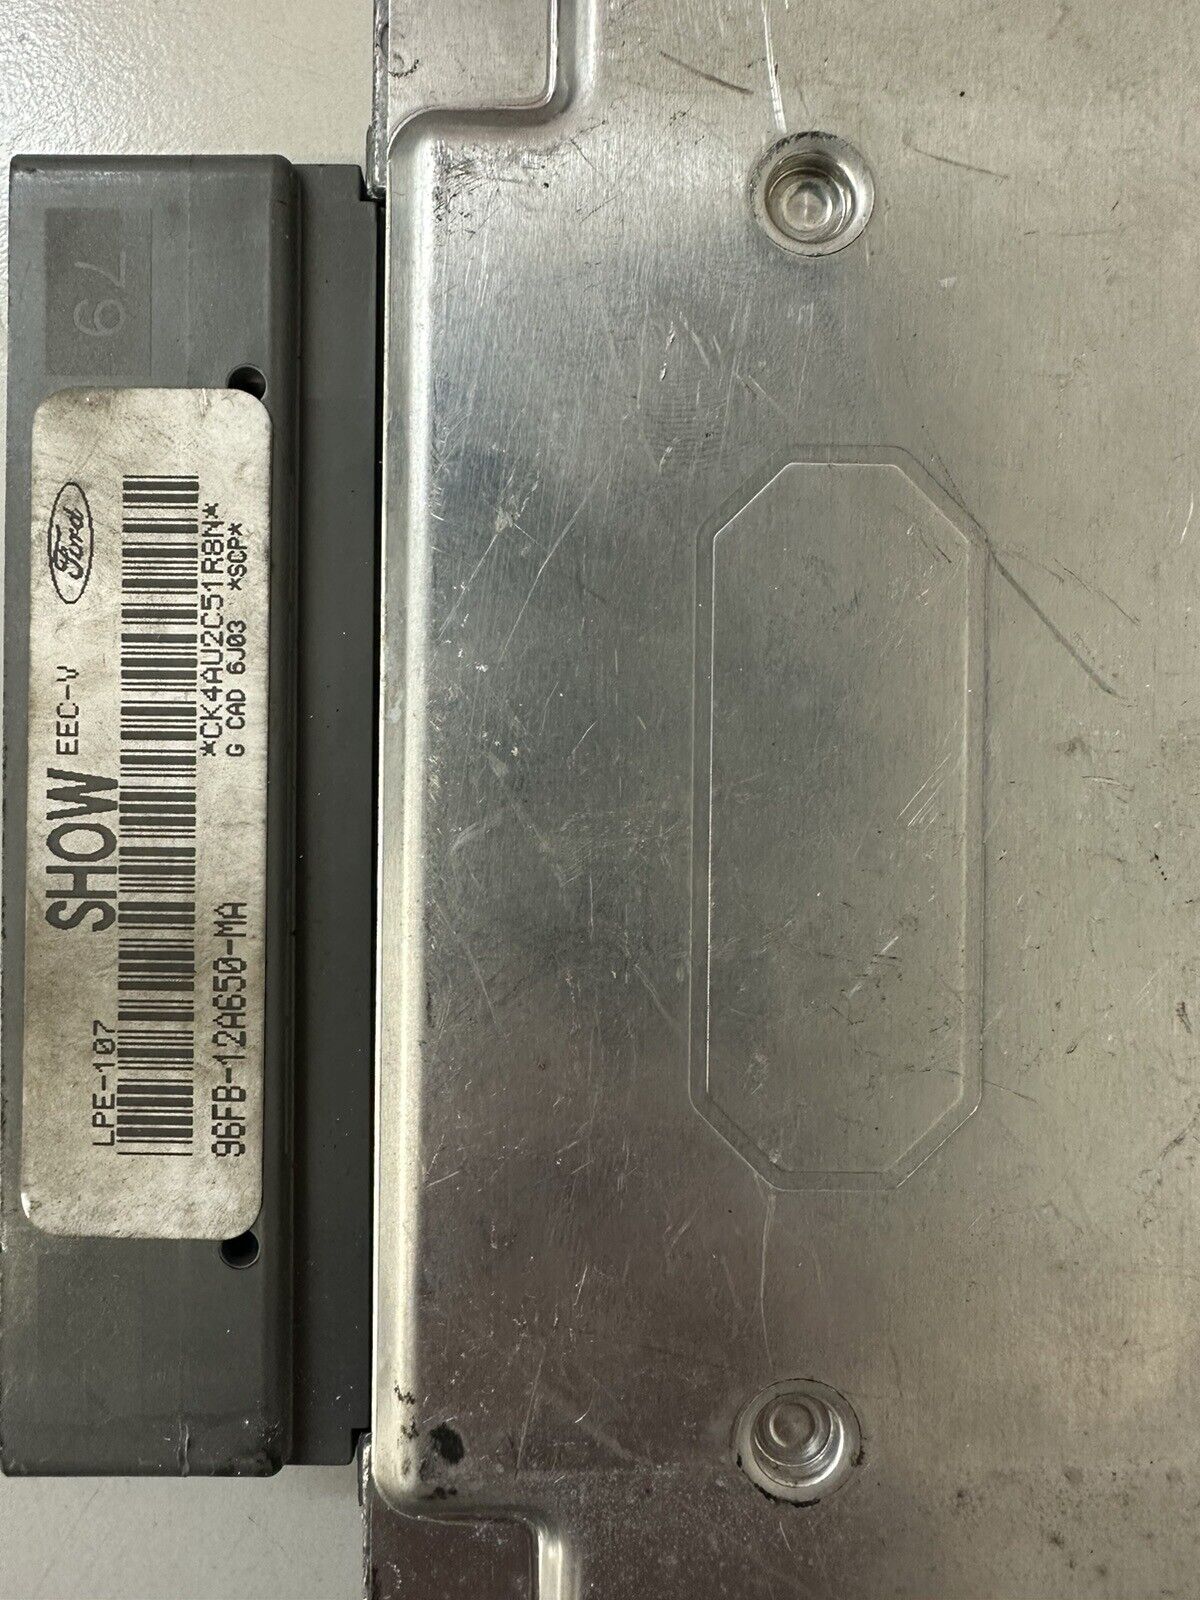 79
LPE-107
SHOW
EEC-V
Ford
96FB-12A650-MA
*CK4AU2C51R8N*
G CAD 6J03 *SCP*